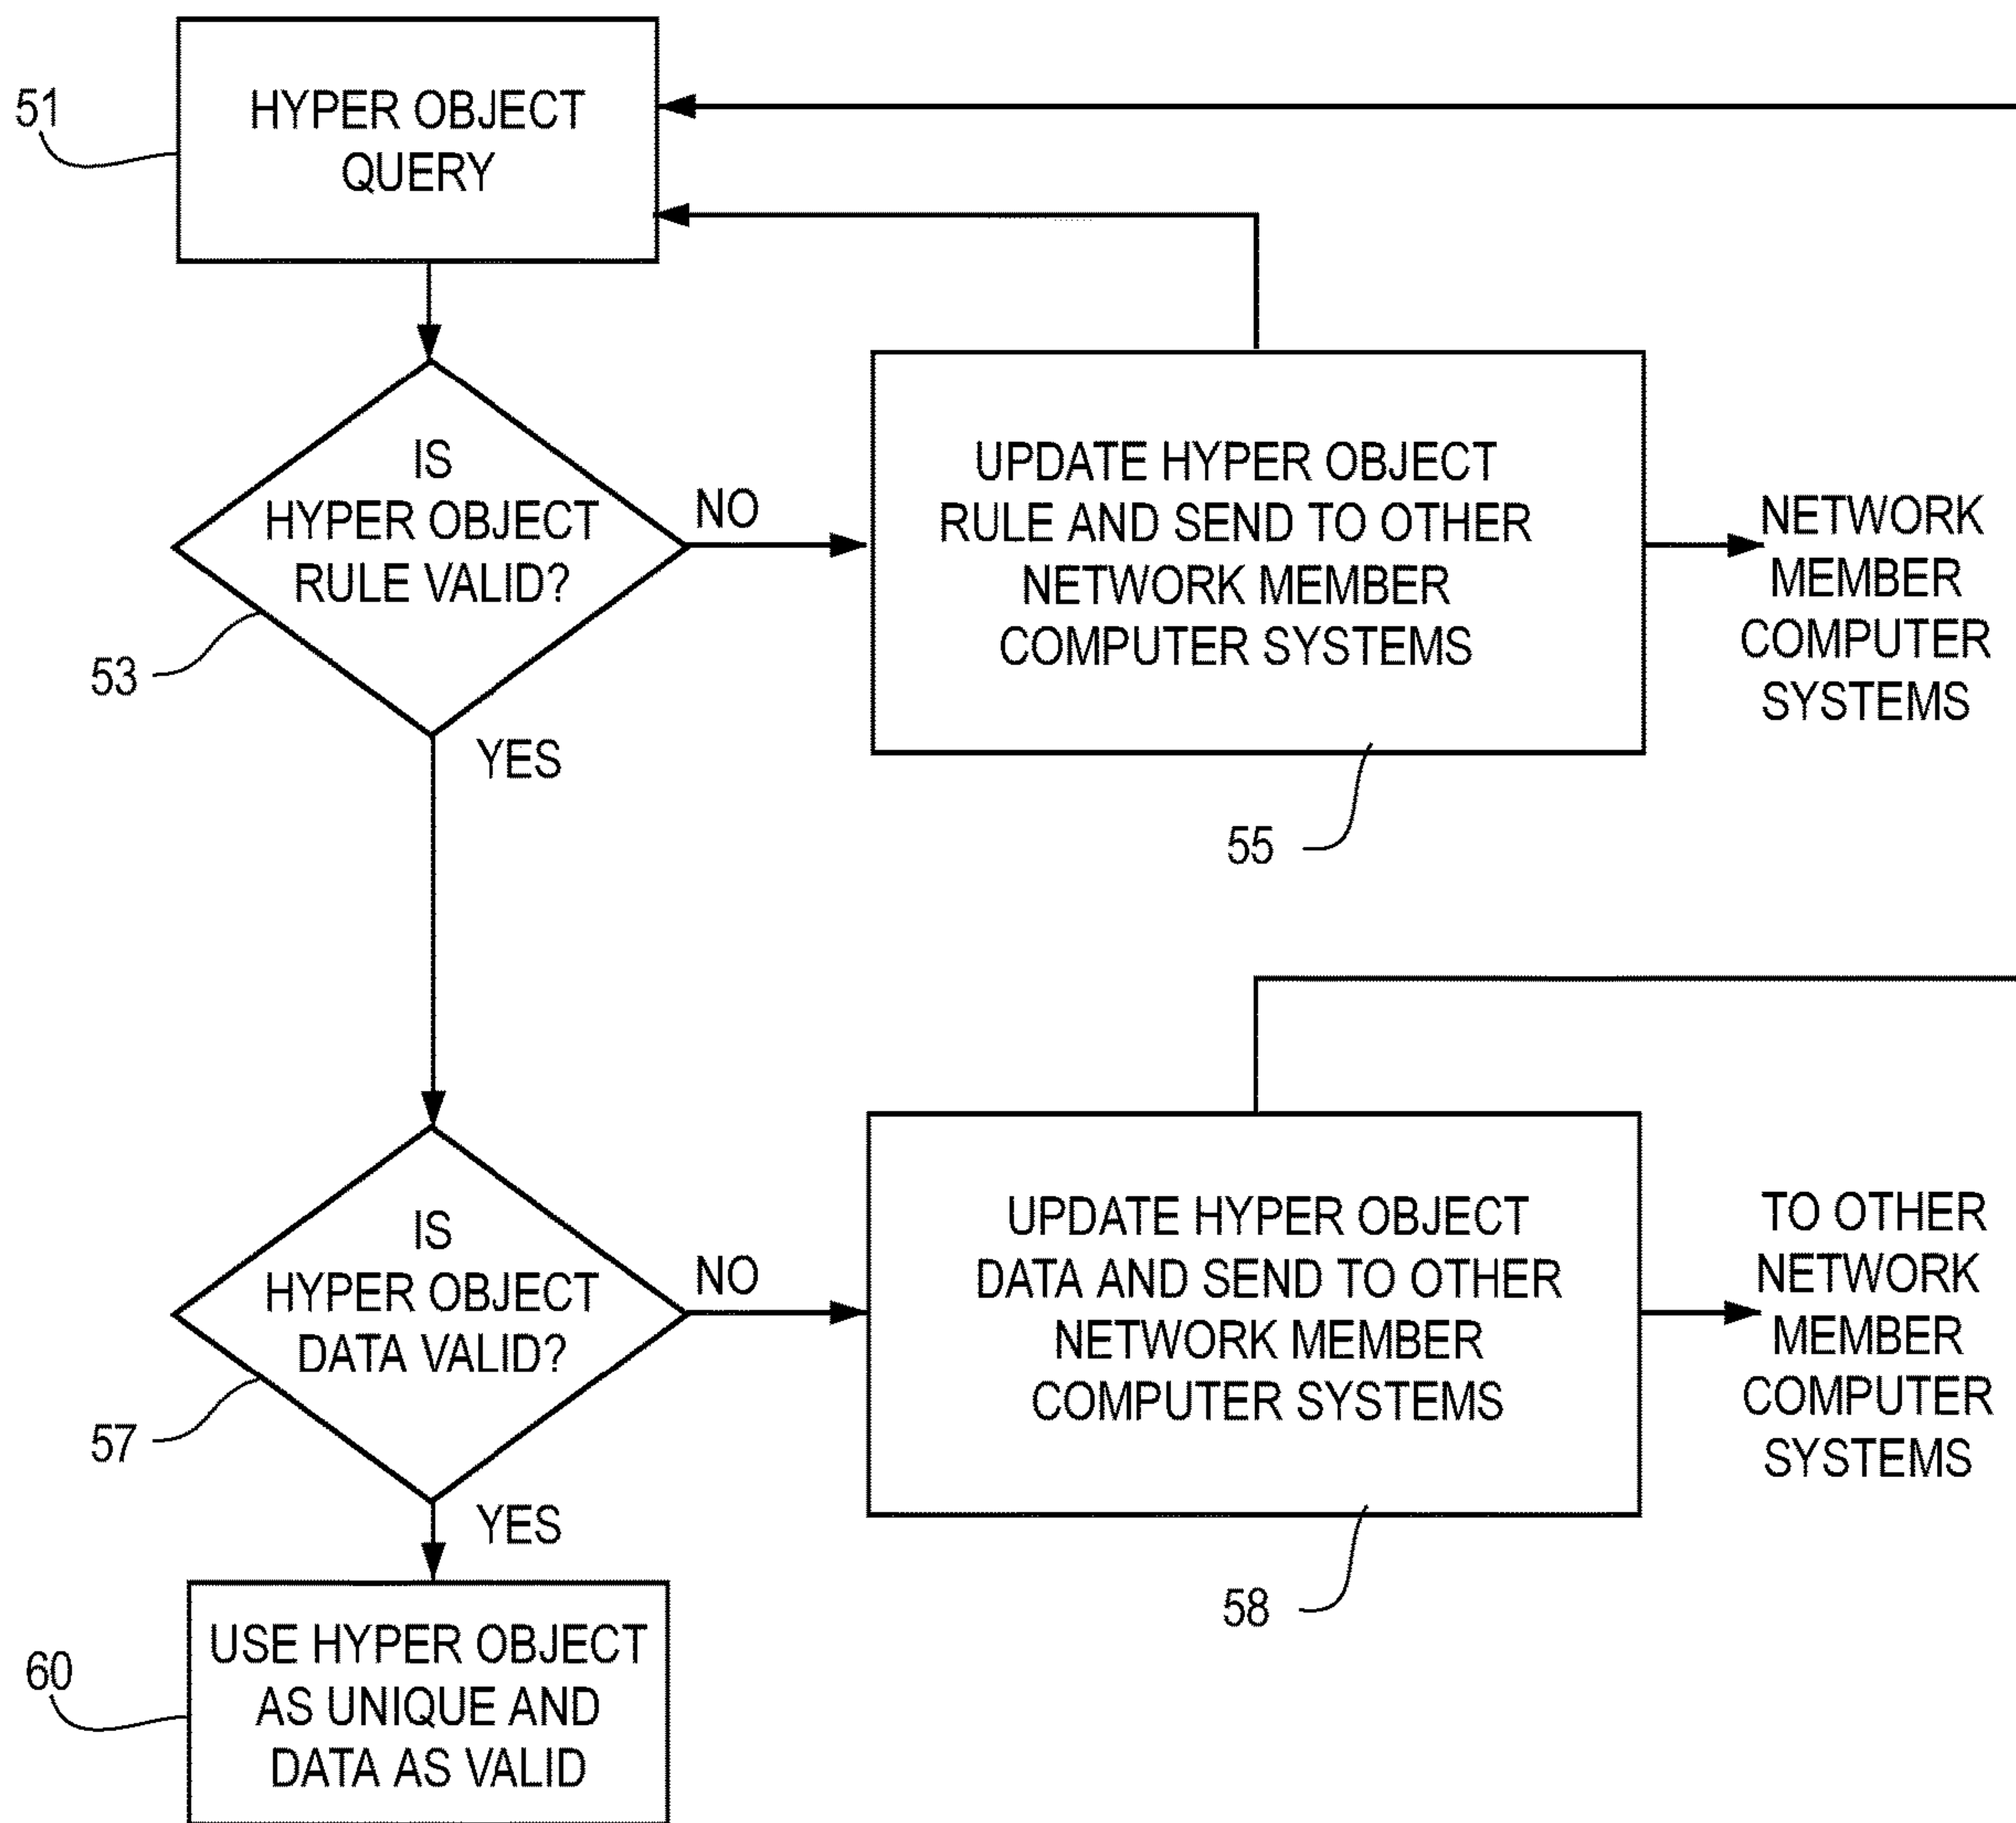 51
HYPER OBJECT
QUERY
IS
HYPER OBJECT
RULE VALID?
53
NO
YES
UPDATE HYPER OBJECT
RULE AND SEND TO OTHER
NETWORK MEMBER
COMPUTER SYSTEMS
55
NETWORK
MEMBER
COMPUTER
SYSTEMS
IS
HYPER OBJECT
DATA VALID?
57
NO
YES
UPDATE HYPER OBJECT
DATA AND SEND TO OTHER
NETWORK MEMBER
COMPUTER SYSTEMS
58
TO OTHER
NETWORK
MEMBER
COMPUTER
SYSTEMS
60
USE HYPER OBJECT
AS UNIQUE AND
DATA AS VALID